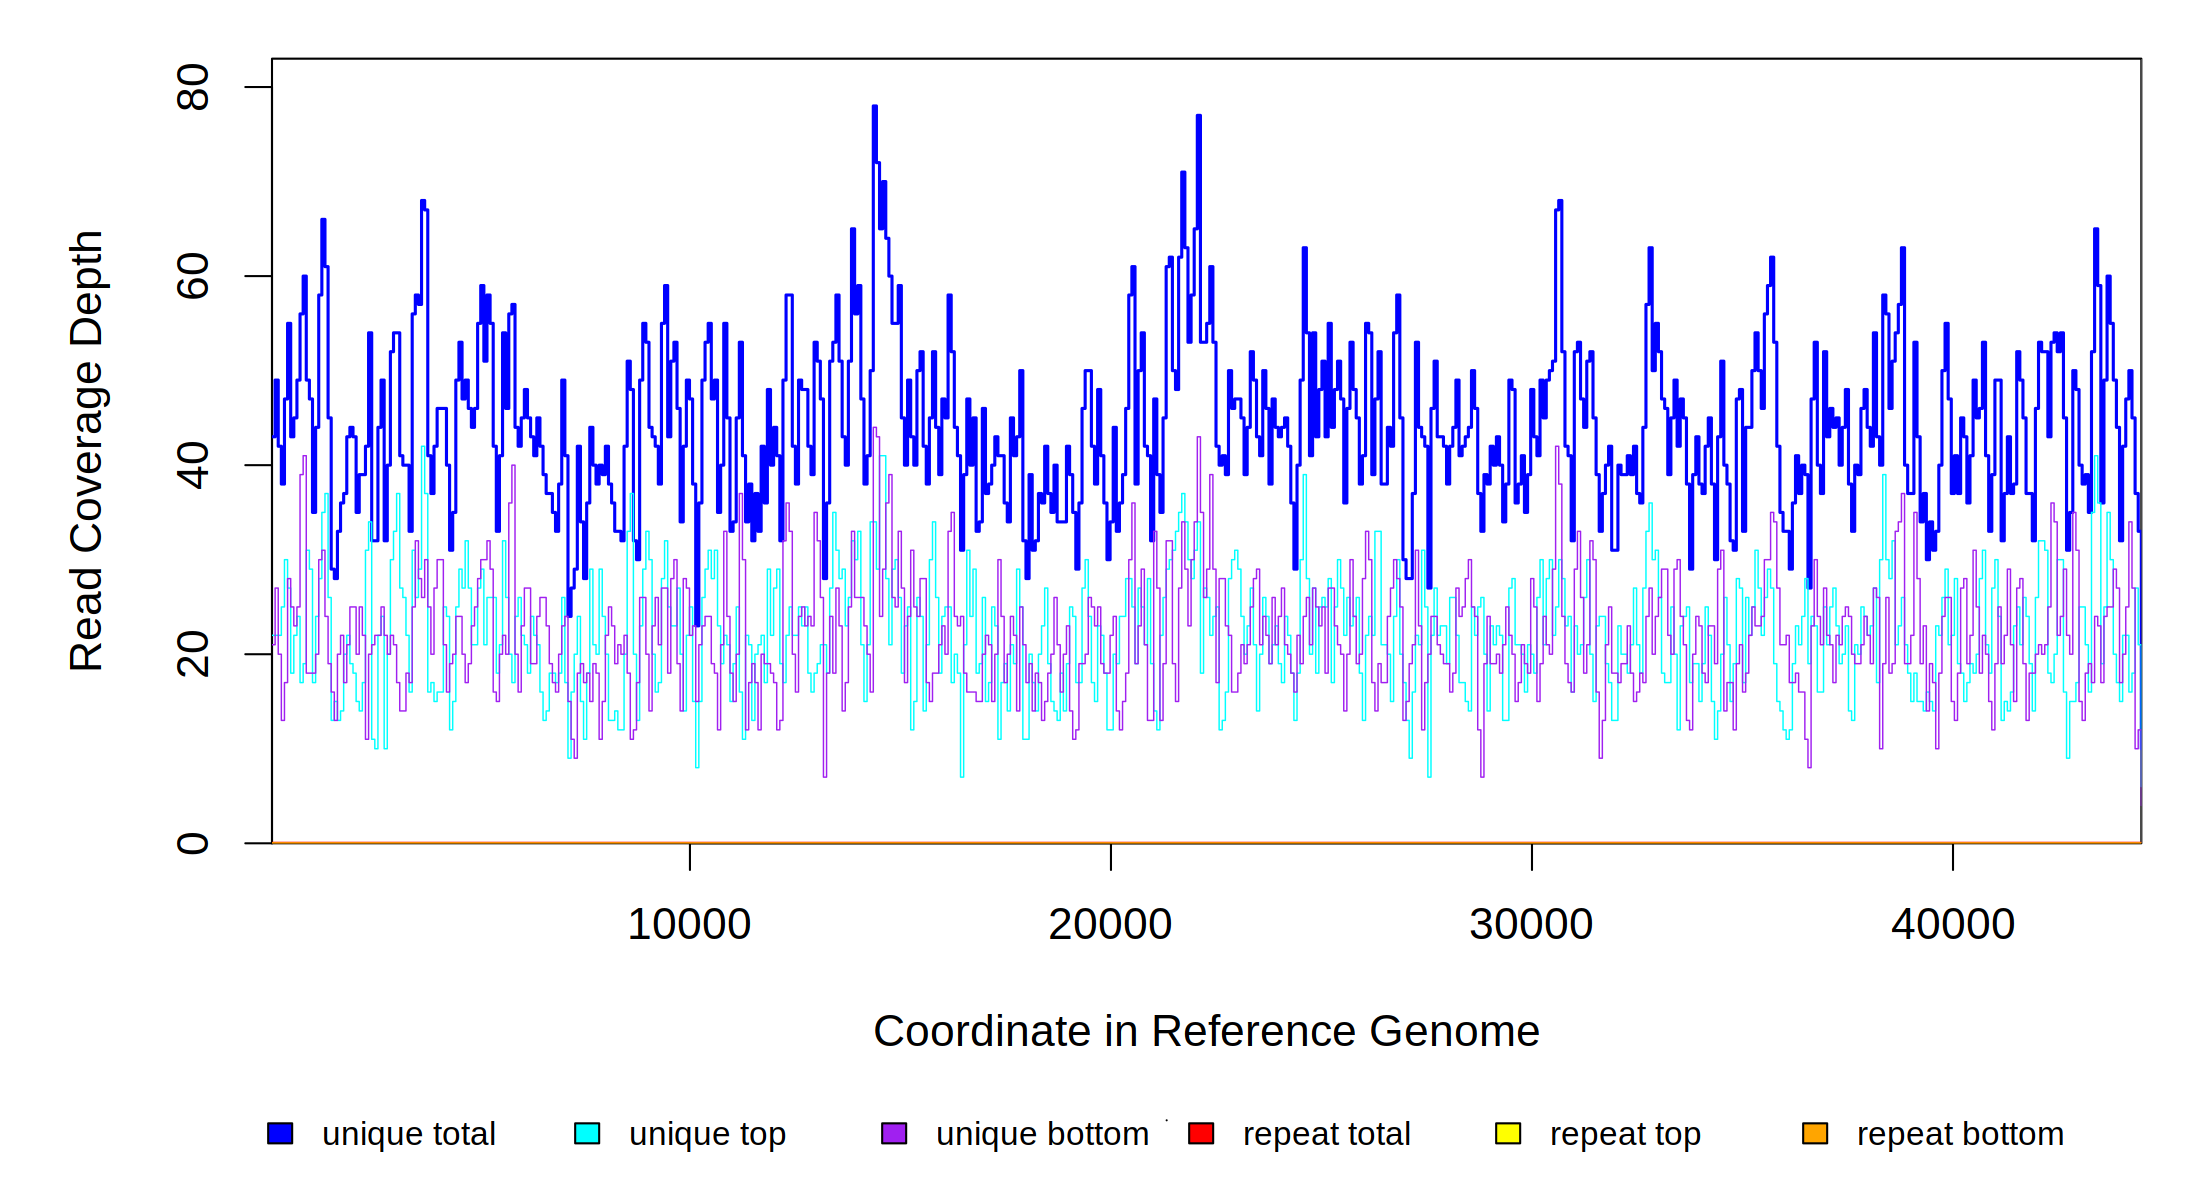 Read Coverage Depth
80
60
40
20
0
10000 20000 30000 40000
Coordinate in Reference Genome
unique total unique top unique bottom repeat total repeat top repeat bottom